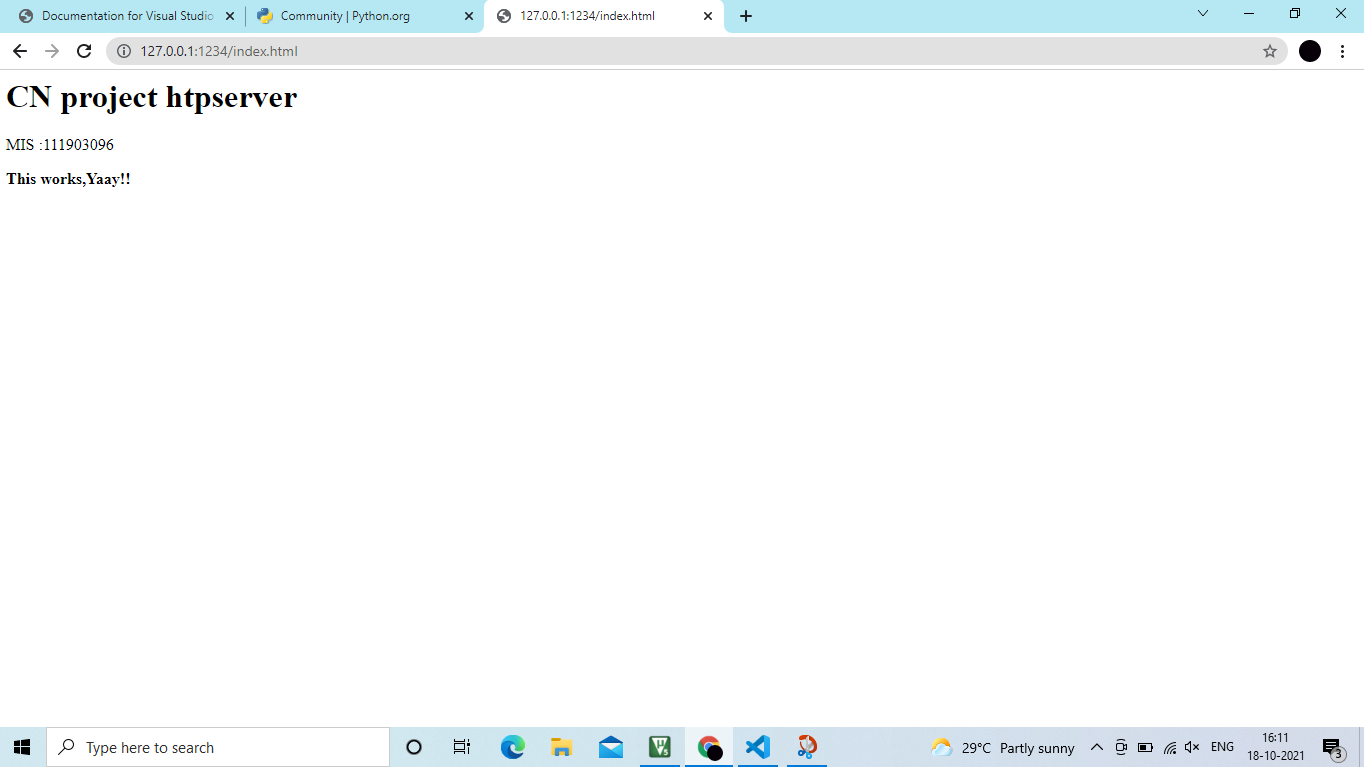 Documentation for Visual Studio
Community | Python.org
127.0.0.1:1234/index.html
127.0.0.1:1234/index.html
CN project htpserver
MIS :111903096
This works,Yaay!!
Type here to search
29°C Partly sunny
ENG
16:11
18-10-2021
3